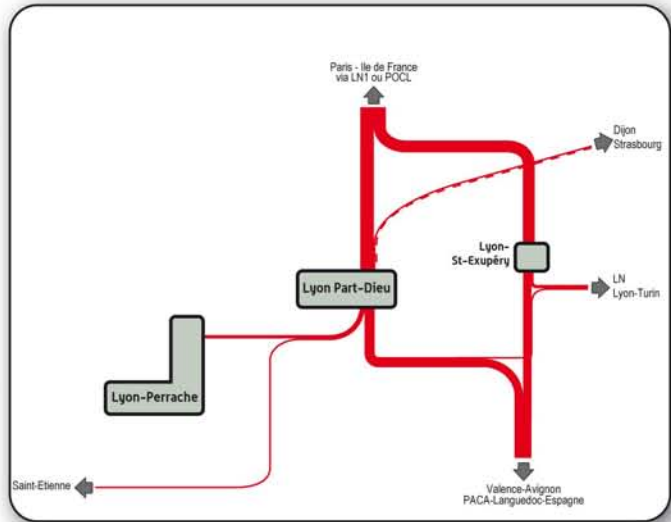 Paris - Ile de France
via LN1 ou POCL
Dijon
Strasbourg
Lyon-
St-Exupéry
Lyon Part-Dieu
LN
Lyon-Turin
Lyon-Perrache
Saint-Etienne
Valence-Avignon
PACA-Languedoc-Espagne